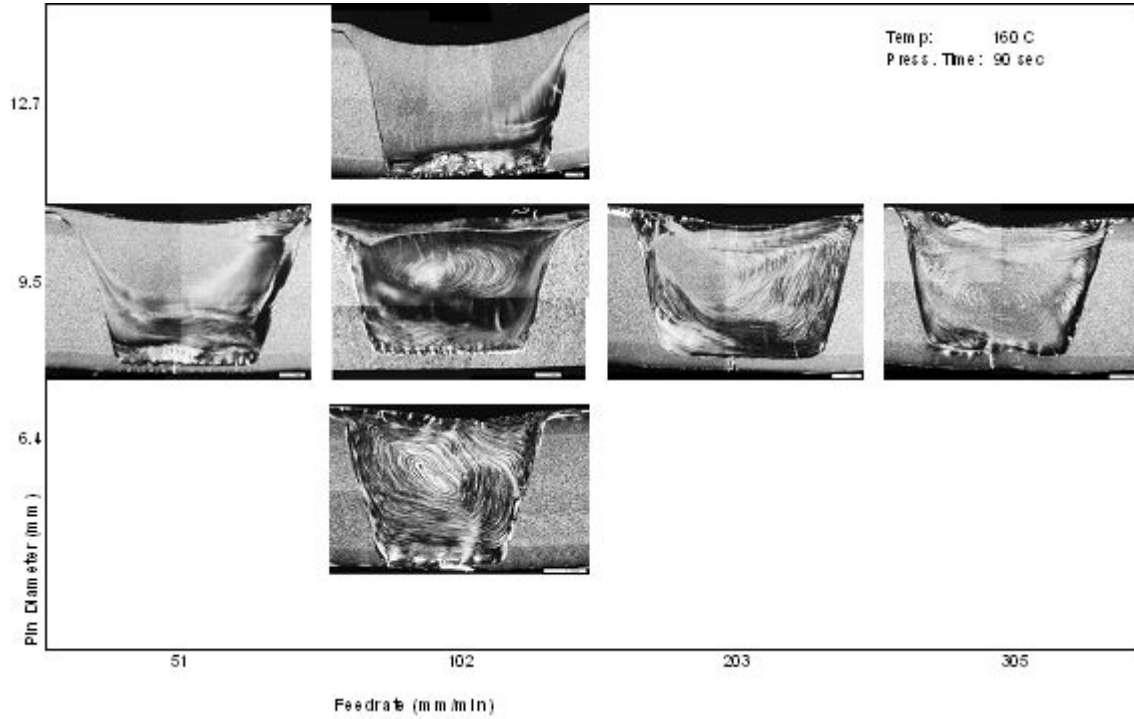 Temp: 160 C
Press. Time: 90 sec
12.7
9.5
6.4
Pin Diameter (mm)
51
102
203
305
Feedrate (mm/min)